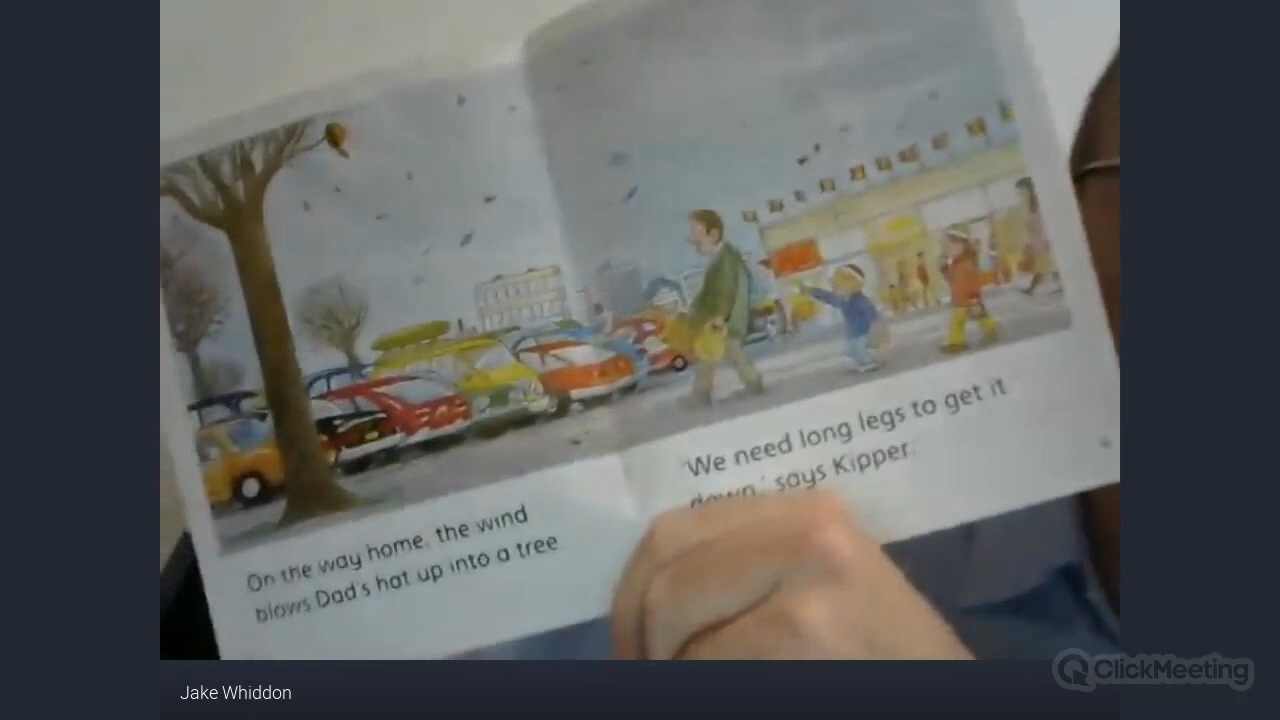 On the way home, the wind
blows Dad's hat up into a tree
'We need long legs to get it
down,' says Kipper.
Jake Whiddon
ClickMeeting